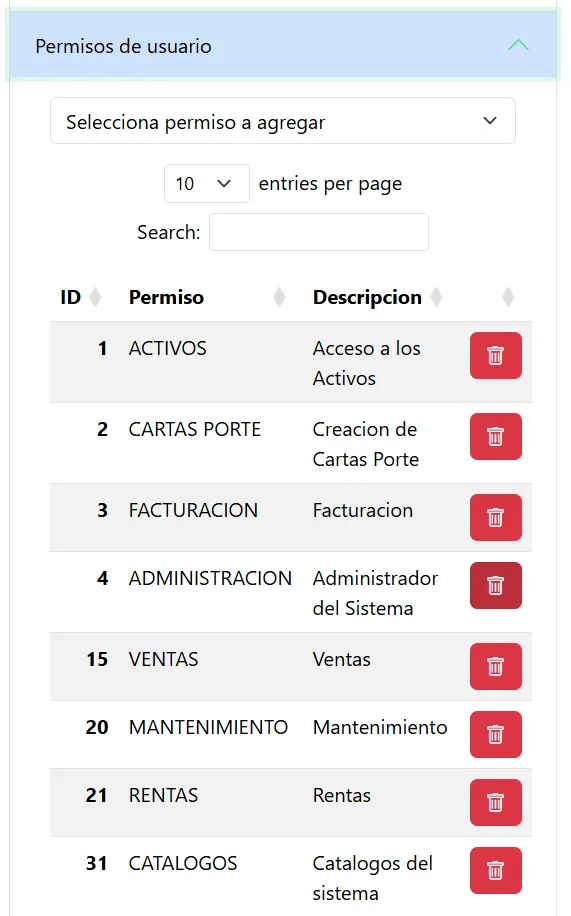 Permisos de usuario
Selecciona permiso a agregar
10 entries per page
Search:
ID Permiso Descripcion
1 ACTIVOS Acceso a los
Activos
2 CARTAS PORTE Creacion de
Cartas Porte
3 FACTURACION Facturacion
4 ADMINISTRACION Administrador
del Sistema
15 VENTAS Ventas
20 MANTENIMIENTO Mantenimiento
21 RENTAS Rentas
31 CATALOGOS Catalogos del
sistema